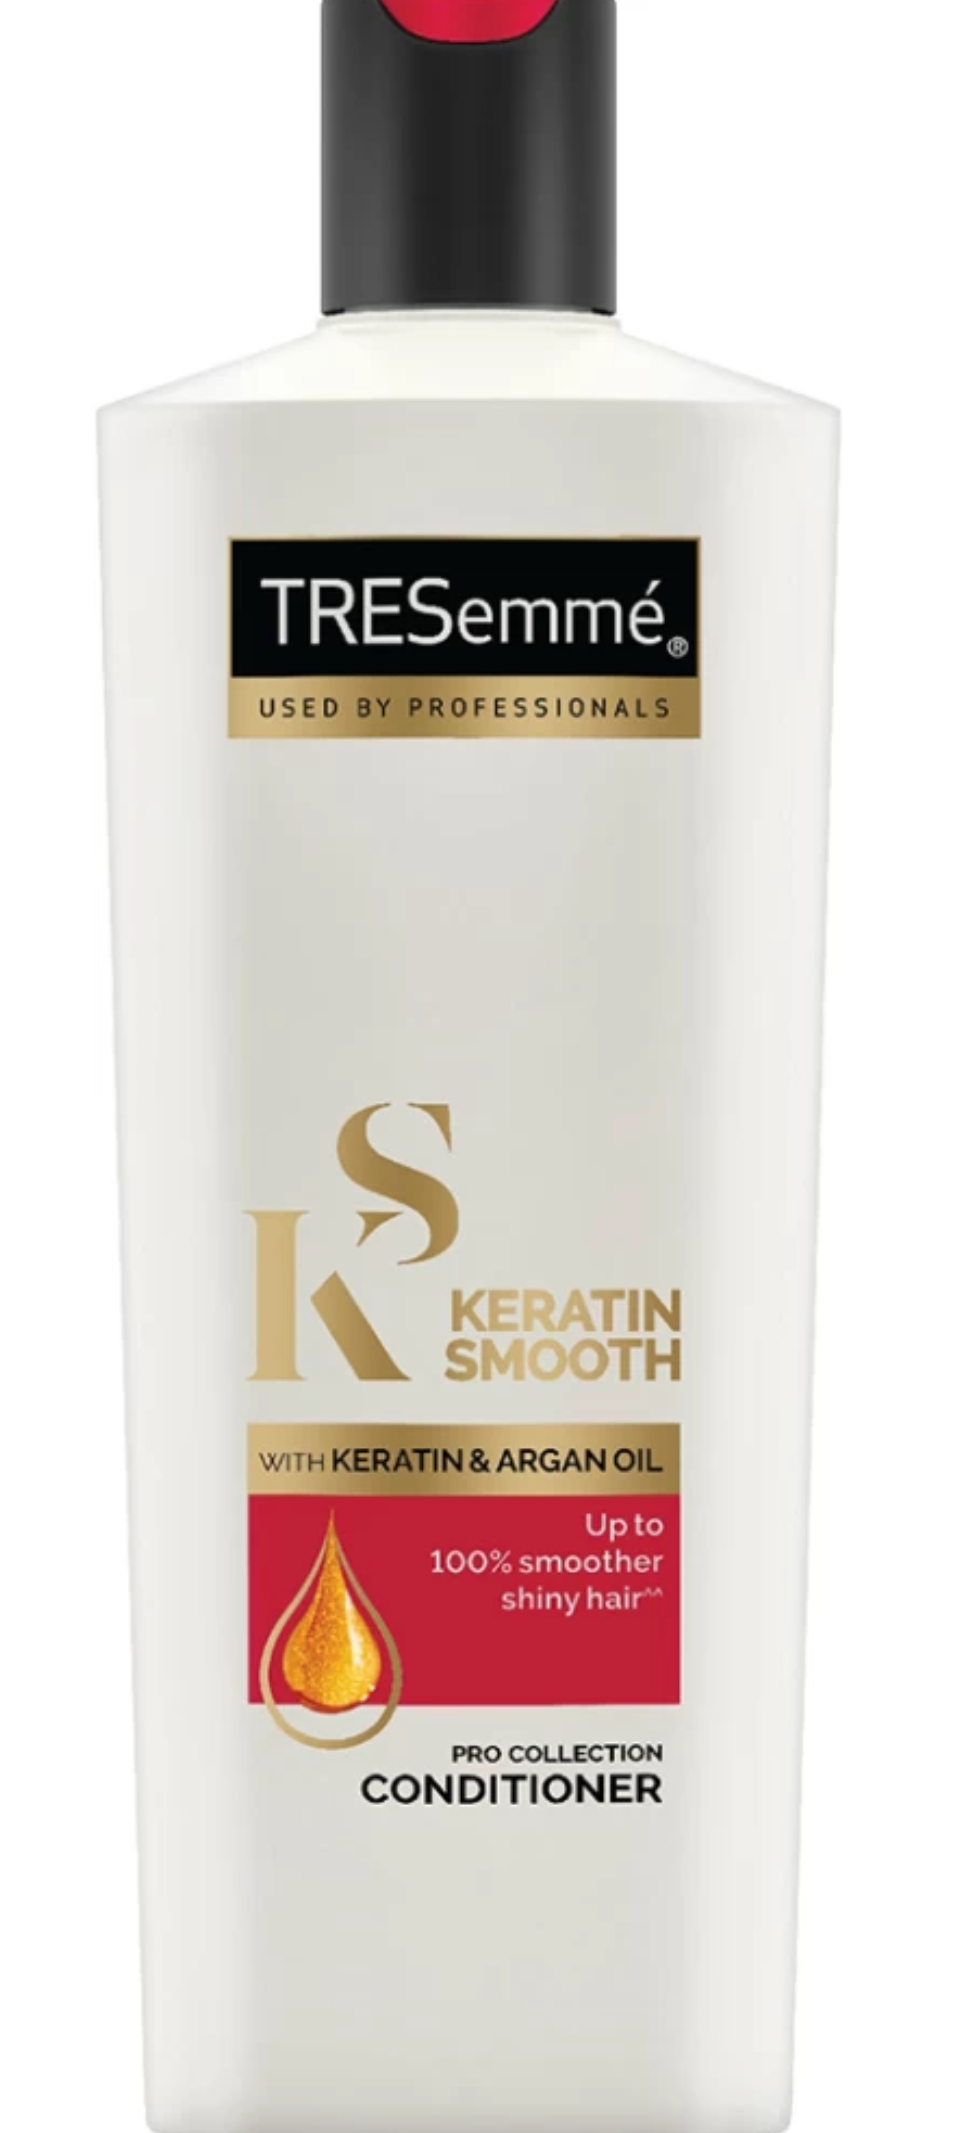 TRESemmé®
USED BY PROFESSIONALS
KS
KERATIN
SMOOTH
WITH KERATIN & ARGAN OIL
Up to
100% smoother
shiny hair^^
PRO COLLECTION
CONDITIONER